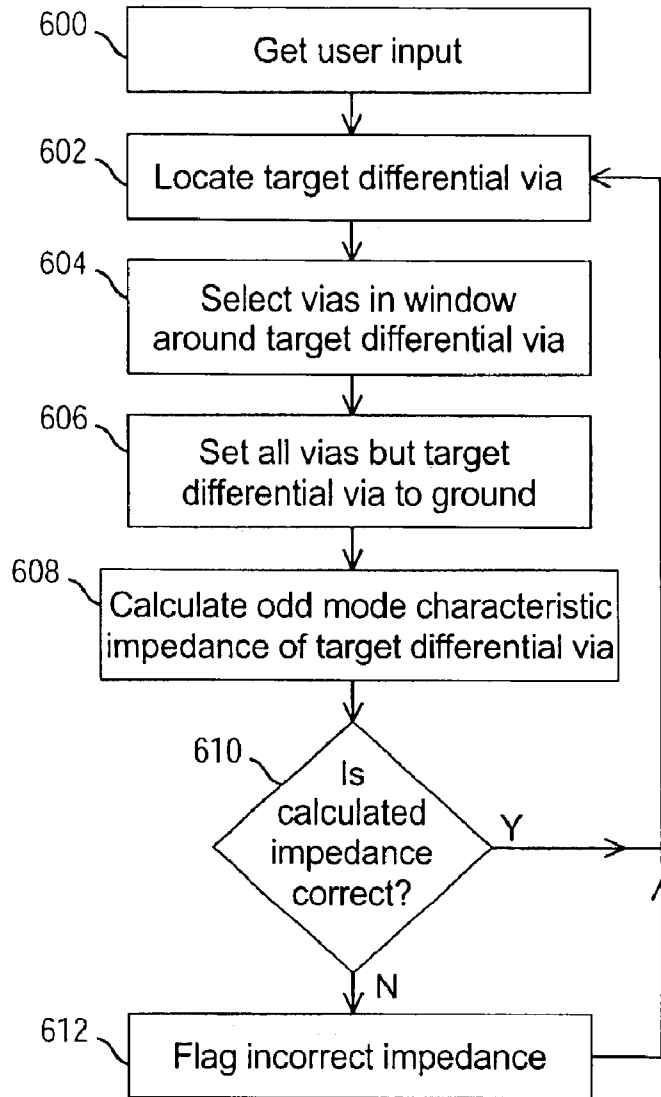 600
Get user input
602
Locate target differential via
604
Select vias in window
around target differential via
606
Set all vias but target
differential via to ground
608
Calculate odd mode characteristic
impedance of target differential via
610
Is
calculated
impedance
correct?
Y
N
612
Flag incorrect impedance